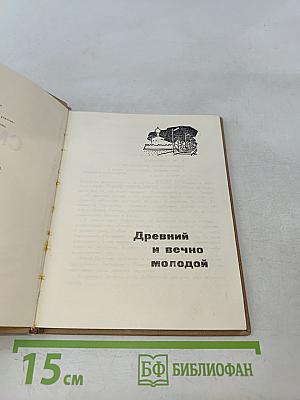 Древний
и вечно
молодой
15 см
БФ БИБЛИОФАН